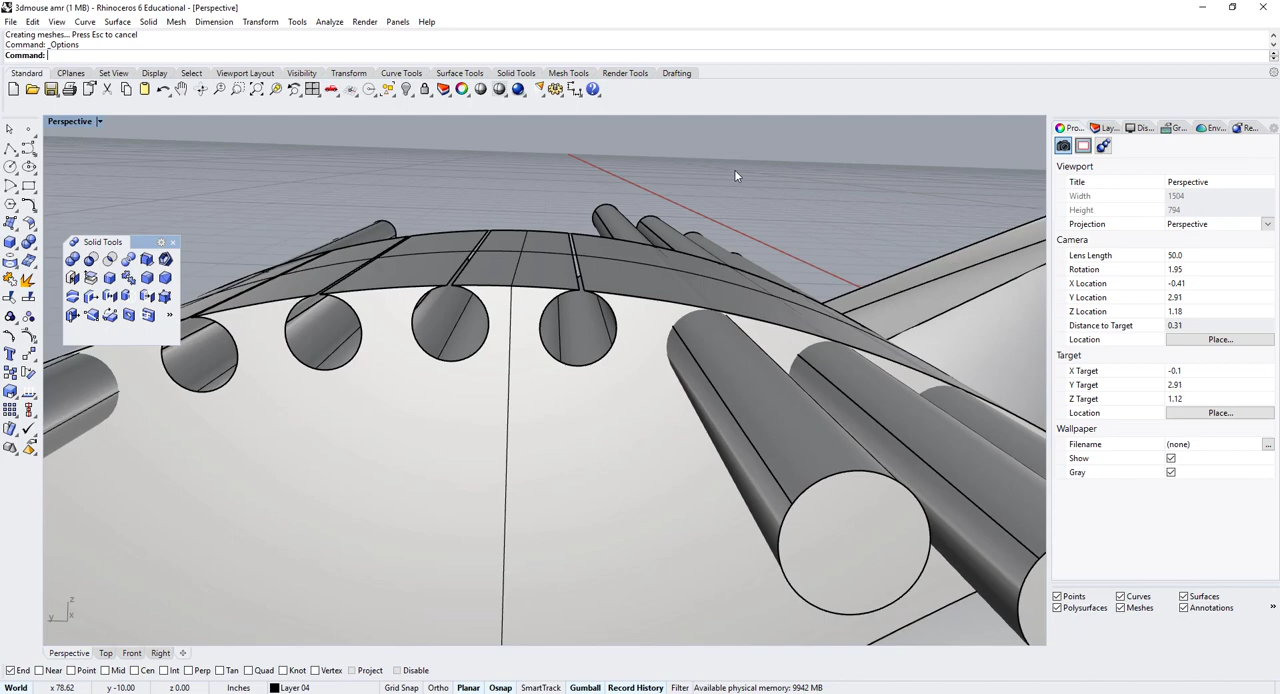 3dmouse amr (1 MB) - Rhinoceros 6 Educational - [Perspective]
File Edit View Curve Surface Solid Mesh Dimension Transform Tools Analyze Render Panels Help
Creating meshes... Press Esc to cancel
Command: _Options
Command:
Standard CPlanes Set View Display Select Viewport Layout Visibility Transform Curve Tools Surface Tools Solid Tools Mesh Tools Render Tools Drafting
Perspective
Pro... Lay... Dis... Gr... Env... Re...
Viewport
Title Perspective
Width 1504
Height 794
Projection Perspective
Camera
Lens Length 50.0
Rotation 1.95
X Location -0.41
Y Location 2.91
Z Location 1.18
Distance to Target 0.31
Location Place...
Target
X Target -0.1
Y Target 2.91
Z Target 1.12
Location Place...
Wallpaper
Filename (none) ...
Show
Gray
Solid Tools
z
y x
Points Curves Surfaces
Polysurfaces Meshes Annotations
Perspective Top Front Right
End Near Point Mid Cen Int Perp Tan Quad Knot Vertex Project Disable
World x 78.62 y -10.00 z 0.00 Inches Layer 04 Grid Snap Ortho Planar Osnap SmartTrack Gumball Record History Filter Available physical memory: 9942 MB